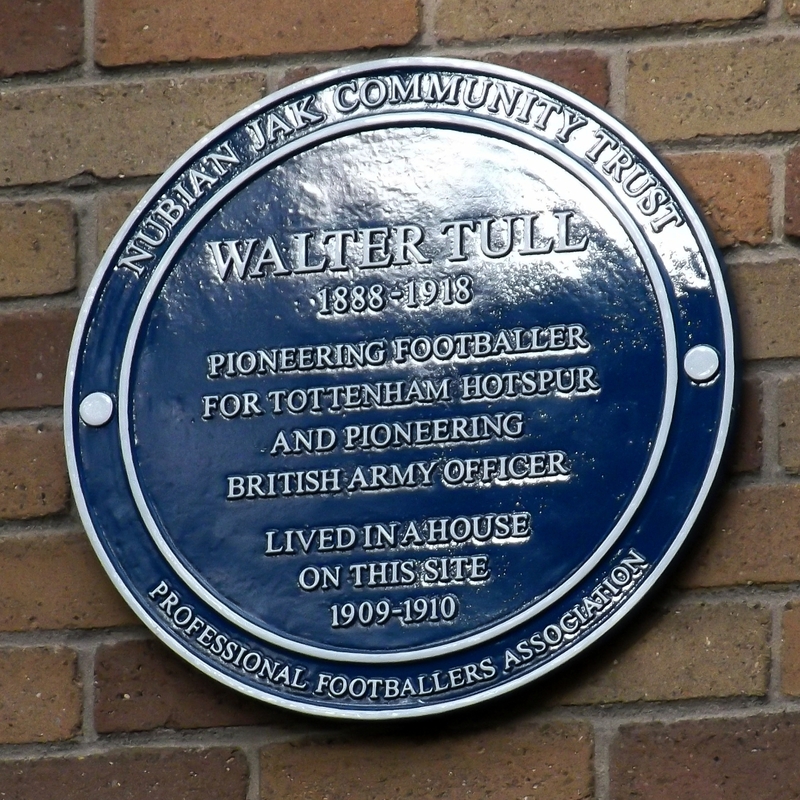 NUBIAN JAK COMMUNITY TRUST
WALTER TULL
1888-1918
PIONEERING FOOTBALLER
FOR TOTTENHAM HOTSPUR
AND PIONEERING
BRITISH ARMY OFFICER
LIVED IN A HOUSE
ON THIS SITE
1909-1910
PROFESSIONAL FOOTBALLERS ASSOCIATION